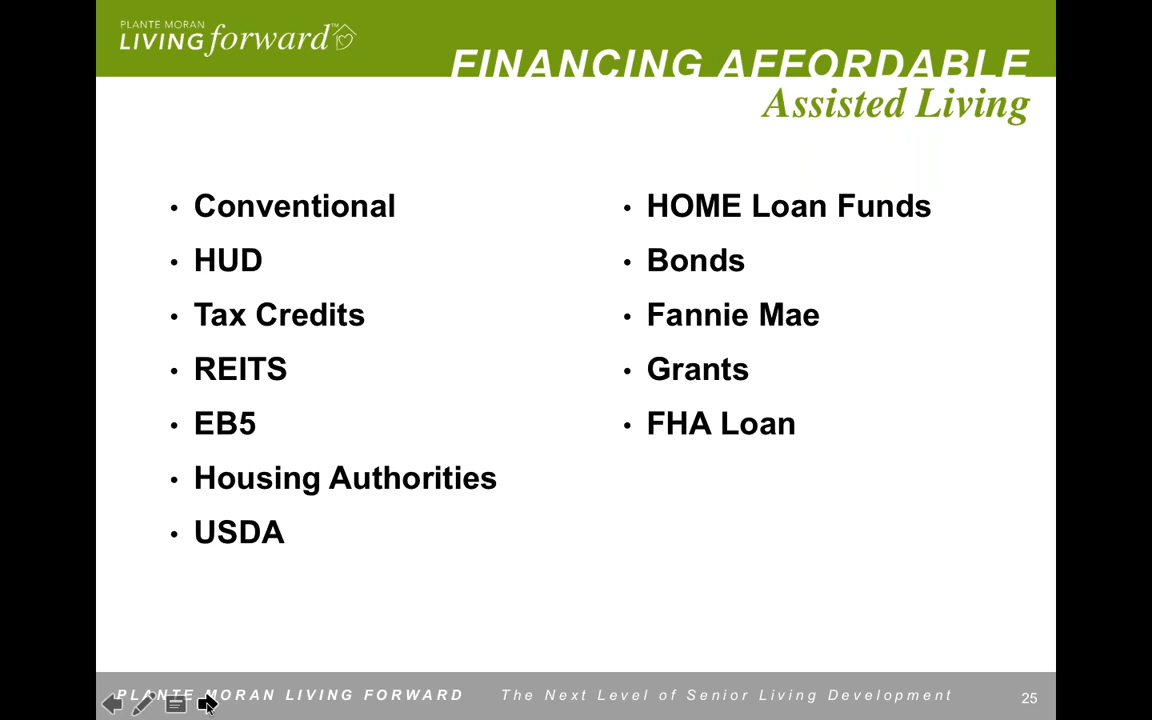 PLANTE MORAN
LIVING forward™
FINANCING AFFORDABLE
Assisted Living
• Conventional
• HUD
• Tax Credits
• REITS
• EB5
• Housing Authorities
• USDA
• HOME Loan Funds
• Bonds
• Fannie Mae
• Grants
• FHA Loan
PLANTE MORAN LIVING FORWARD The Next Level of Senior Living Development 25